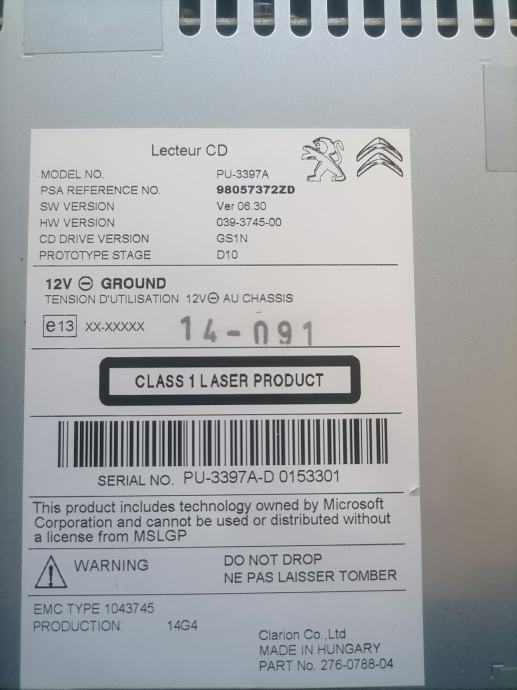 Lecteur CD
MODEL NO. PU-3397A
PSA REFERENCE NO. 98057372ZD
SW VERSION Ver 06.30
HW VERSION 039-3745-00
CD DRIVE VERSION GS1N
PROTOTYPE STAGE D10
12V ⊖ GROUND
TENSION D'UTILISATION 12V⊖ AU CHASSIS
e13 XX-XXXXX 14-091
CLASS 1 LASER PRODUCT
SERIAL NO. PU-3397A-D 0153301
This product includes technology owned by Microsoft
Corporation and cannot be used or distributed without
a license from MSLGP
WARNING DO NOT DROP
NE PAS LAISSER TOMBER
EMC TYPE 1043745
PRODUCTION: 14G4
Clarion Co.,Ltd
MADE IN HUNGARY
PART No. 276-0788-04